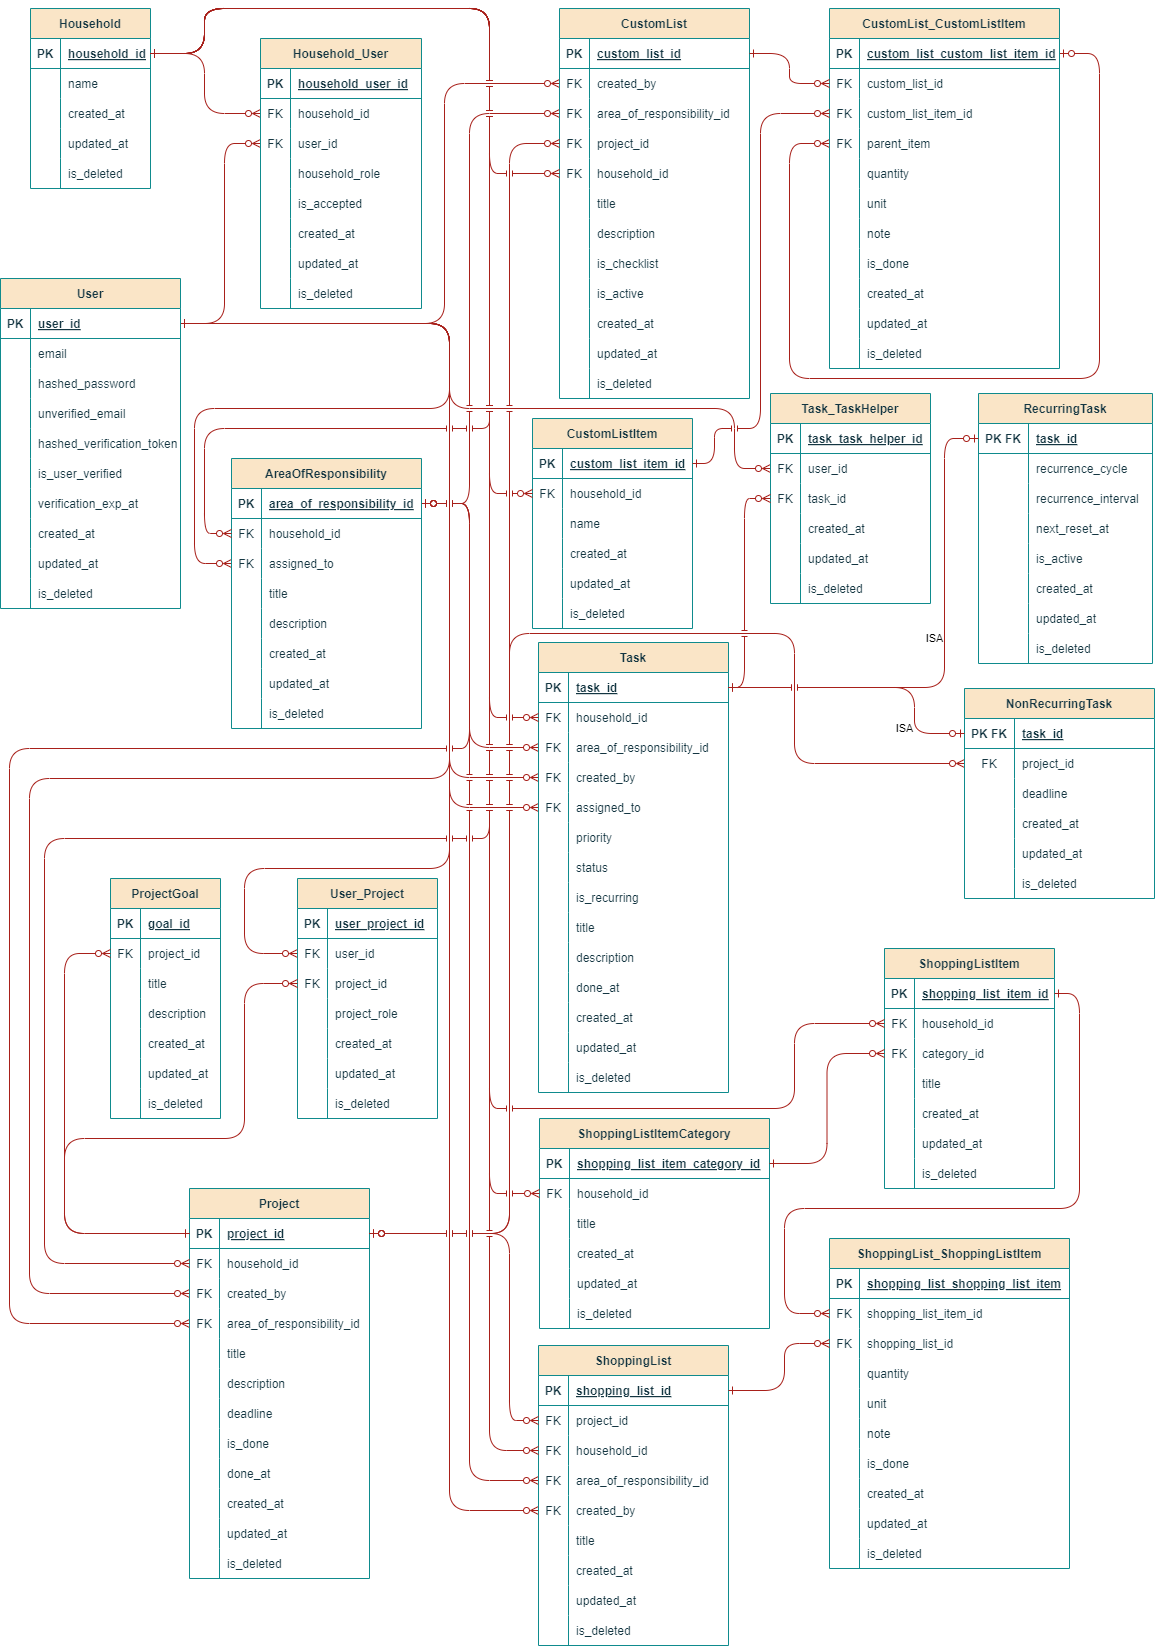 Household
PK household_id
name
created_at
updated_at
is_deleted
Household_User
PK household_user_id
FK household_id
FK user_id
household_role
is_accepted
created_at
updated_at
is_deleted
CustomList
PK custom_list_id
FK created_by
FK area_of_responsibility_id
FK project_id
FK household_id
title
description
is_checklist
is_active
created_at
updated_at
is_deleted
CustomList_CustomListItem
PK custom_list_custom_list_item_id
FK custom_list_id
FK custom_list_item_id
FK parent_item
quantity
unit
note
is_done
created_at
updated_at
is_deleted
User
PK user_id
email
hashed_password
unverified_email
hashed_verification_token
is_user_verified
verification_exp_at
created_at
updated_at
is_deleted
AreaOfResponsibility
PK area_of_responsibility_id
FK household_id
FK assigned_to
title
description
created_at
updated_at
is_deleted
CustomListItem
PK custom_list_item_id
FK household_id
name
created_at
updated_at
is_deleted
Task_TaskHelper
PK task_task_helper_id
FK user_id
FK task_id
created_at
updated_at
is_deleted
RecurringTask
PK FK task_id
recurrence_cycle
recurrence_interval
next_reset_at
is_active
created_at
updated_at
is_deleted
ISA
Task
PK task_id
FK household_id
FK area_of_responsibility_id
FK created_by
FK assigned_to
priority
status
is_recurring
title
description
done_at
created_at
updated_at
is_deleted
ISA
NonRecurringTask
PK FK task_id
FK project_id
deadline
created_at
updated_at
is_deleted
ProjectGoal
PK goal_id
FK project_id
title
description
created_at
updated_at
is_deleted
User_Project
PK user_project_id
FK user_id
FK project_id
project_role
created_at
updated_at
is_deleted
ShoppingListItem
PK shopping_list_item_id
FK household_id
FK category_id
title
created_at
updated_at
is_deleted
ShoppingListItemCategory
PK shopping_list_item_category_id
FK household_id
title
created_at
updated_at
is_deleted
Project
PK project_id
FK household_id
FK created_by
FK area_of_responsibility_id
title
description
deadline
is_done
done_at
created_at
updated_at
is_deleted
ShoppingList_ShoppingListItem
PK shopping_list_shopping_list_item
FK shopping_list_item_id
FK shopping_list_id
quantity
unit
note
is_done
created_at
updated_at
is_deleted
ShoppingList
PK shopping_list_id
FK project_id
FK household_id
FK area_of_responsibility_id
FK created_by
title
created_at
updated_at
is_deleted